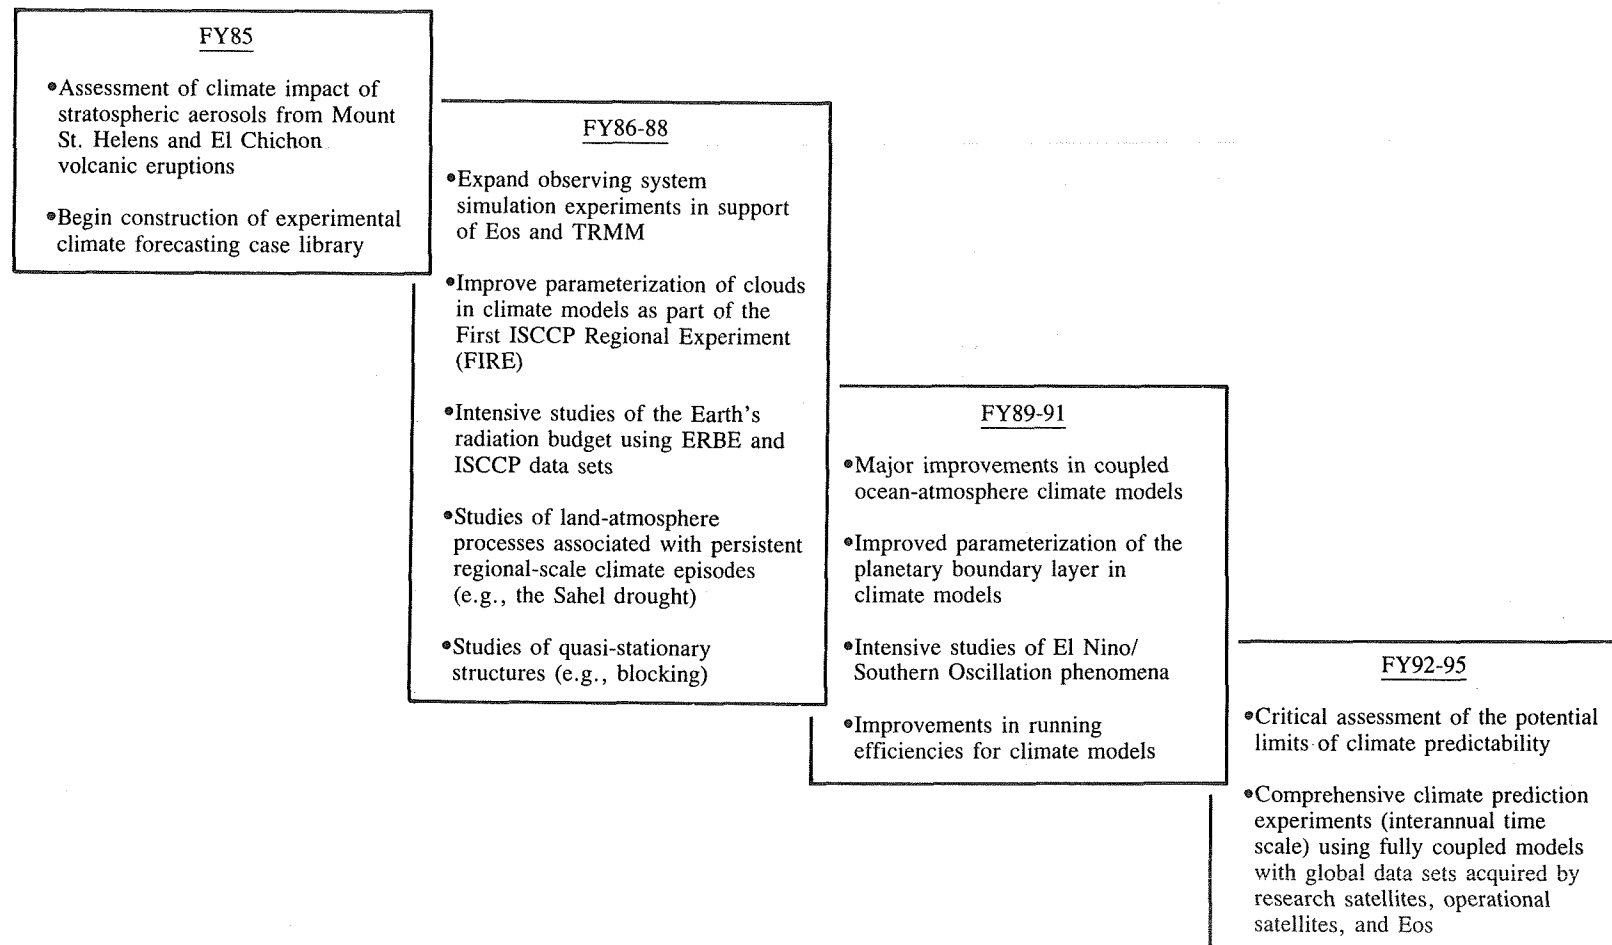 FY85
•Assessment of climate impact of
stratospheric aerosols from Mount
St. Helens and El Chichon
volcanic eruptions
•Begin construction of experimental
climate forecasting case library
FY86-88
•Expand observing system
simulation experiments in support
of Eos and TRMM
•Improve parameterization of clouds
in climate models as part of the
First ISCCP Regional Experiment
(FIRE)
•Intensive studies of the Earth's
radiation budget using ERBE and
ISCCP data sets
•Studies of land-atmosphere
processes associated with persistent
regional-scale climate episodes
(e.g., the Sahel drought)
•Studies of quasi-stationary
structures (e.g., blocking)
FY89-91
•Major improvements in coupled
ocean-atmosphere climate models
•Improved parameterization of the
planetary boundary layer in
climate models
•Intensive studies of El Nino/
Southern Oscillation phenomena
•Improvements in running
efficiencies for climate models
FY92-95
•Critical assessment of the potential
limits of climate predictability
•Comprehensive climate prediction
experiments (interannual time
scale) using fully coupled models
with global data sets acquired by
research satellites, operational
satellites, and Eos